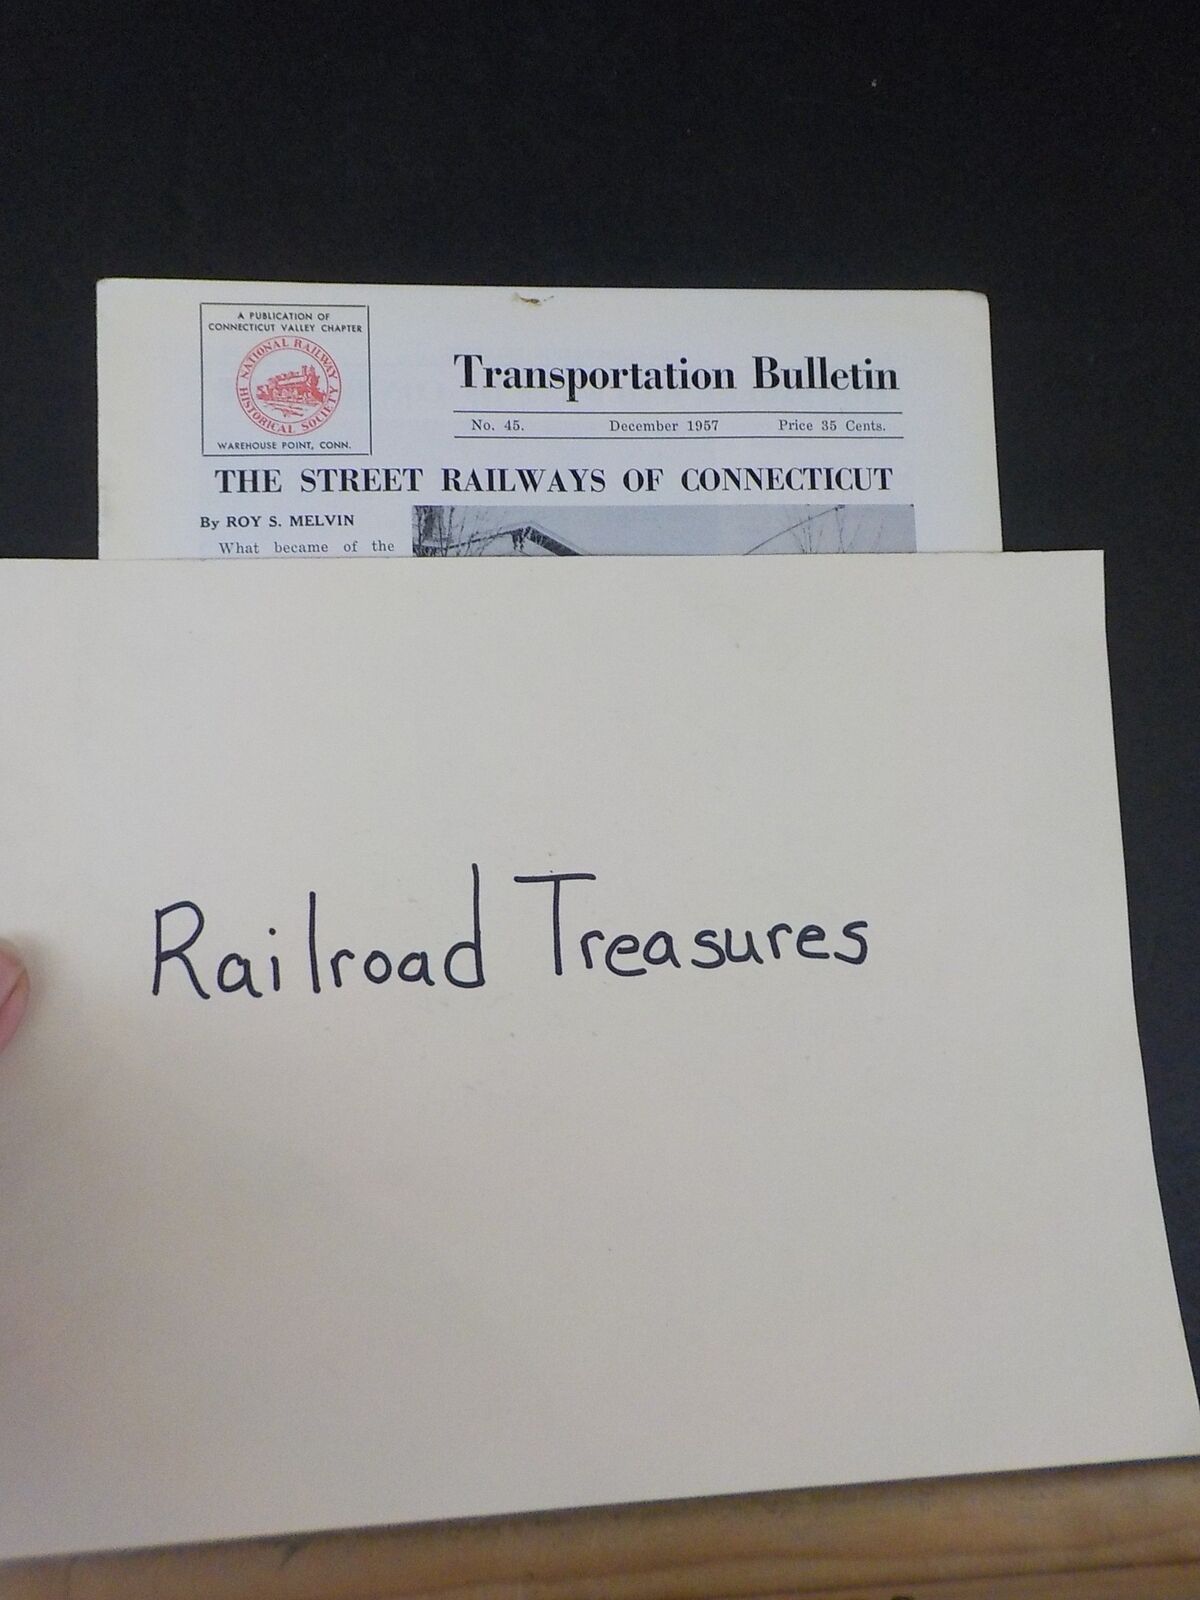 A PUBLICATION OF
CONNECTICUT VALLEY CHAPTER
NATIONAL RAILWAY
HISTORICAL SOCIETY
WAREHOUSE POINT, CONN.
Transportation Bulletin
No. 45. December 1957 Price 35 Cents.
THE STREET RAILWAYS OF CONNECTICUT
By ROY S. MELVIN
What became of the
Railroad Treasures